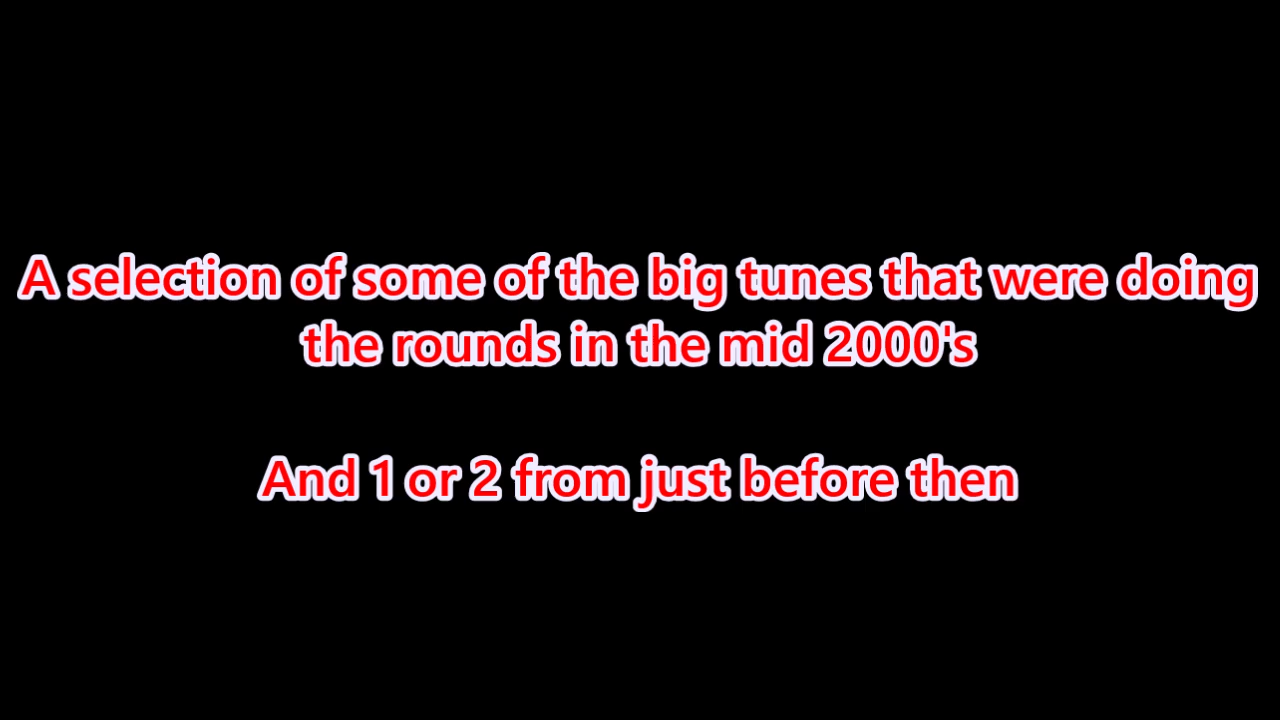 A selection of some of the big tunes that were doing
the rounds in the mid 2000's
And 1 or 2 from just before then